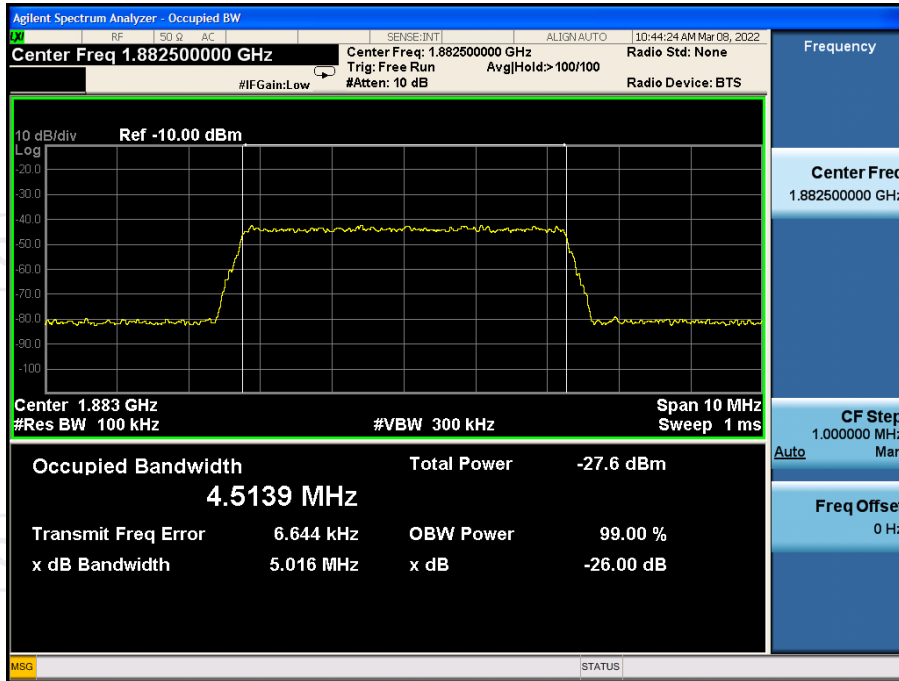 Agilent Spectrum Analyzer - Occupied BW
LXI RF 50 Ω AC SENSE:INT ALIGN AUTO 10:44:24 AM Mar 08, 2022
Center Freq 1.882500000 GHz
Center Freq: 1.882500000 GHz
Radio Std: None
Trig: Free Run Avg|Hold:>100/100
#IFGain:Low #Atten: 10 dB Radio Device: BTS
Frequency
10 dB/div Ref -10.00 dBm
Log
-20.0
-30.0
-40.0
-50.0
-60.0
-70.0
-80.0
-90.0
-100
Center 1.883 GHz Span 10 MHz
#Res BW 100 kHz #VBW 300 kHz Sweep 1 ms
Center Freq
1.882500000 GHz
CF Step
1.000000 MHz
Auto Man
Freq Offset
0 Hz
Occupied Bandwidth Total Power -27.6 dBm
4.5139 MHz
Transmit Freq Error 6.644 kHz OBW Power 99.00 %
x dB Bandwidth 5.016 MHz x dB -26.00 dB
MSG STATUS